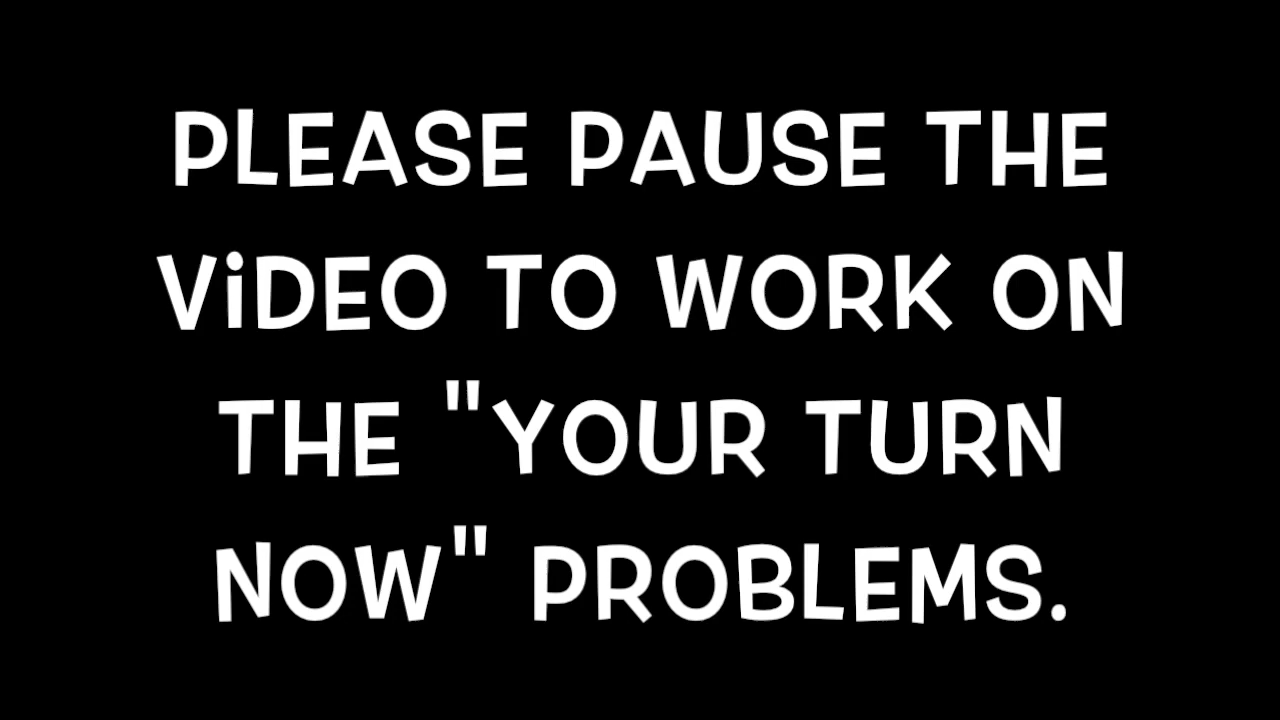 PLEASE PAUSE THE
ViDEO TO WORK ON
THE "YOUR TURN
NOW" PROBLEMS.